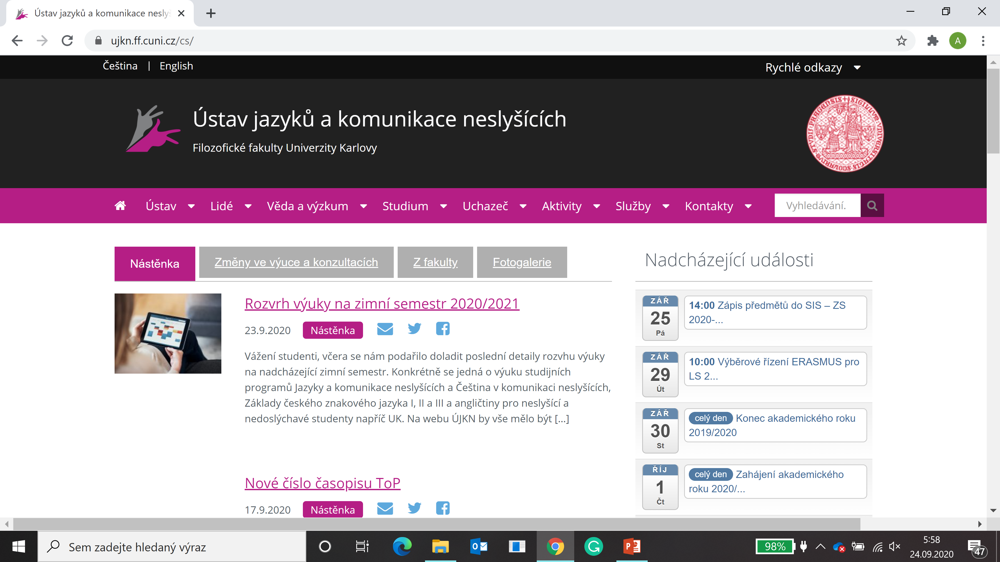 Ústav jazyků a komunikace neslyš
ujkn.ff.cuni.cz/cs/
A
Čeština | English
Rychlé odkazy
Ústav jazyků a komunikace neslyšících
Filozofické fakulty Univerzity Karlovy
Ústav Lidé Věda a výzkum Studium Uchazeč Aktivity Služby Kontakty Vyhledávání.
Nástěnka Změny ve výuce a konzultacích Z fakulty Fotogalerie
Rozvrh výuky na zimní semestr 2020/2021
23.9.2020 Nástěnka
Vážení studenti, včera se nám podařilo doladit poslední detaily rozvhu výuky
na nadcházející zimní semestr. Konkrétně se jedná o výuku studijních
programů Jazyky a komunikace neslyšících a Čeština v komunikaci neslyšících,
Základy českého znakového jazyka I, II a III a angličtiny pro neslyšící a
nedoslýchavé studenty napříč UK. Na webu ÚJKN by vše mělo být [...]
Nové číslo časopisu ToP
17.9.2020 Nástěnka
Nadcházející události
ZÁŘ
25
Pá
14:00 Zápis předmětů do SIS – ZS
2020-...
ZÁŘ
29
Út
10:00 Výběrové řízení ERASMUS pro
LS 2...
ZÁŘ
30
St
celý den Konec akademického roku
2019/2020
ŘÍJ
1
Čt
celý den Zahájení akademického
roku 2020/...
Sem zadejte hledaný výraz
98%
5:58
24.09.2020
47